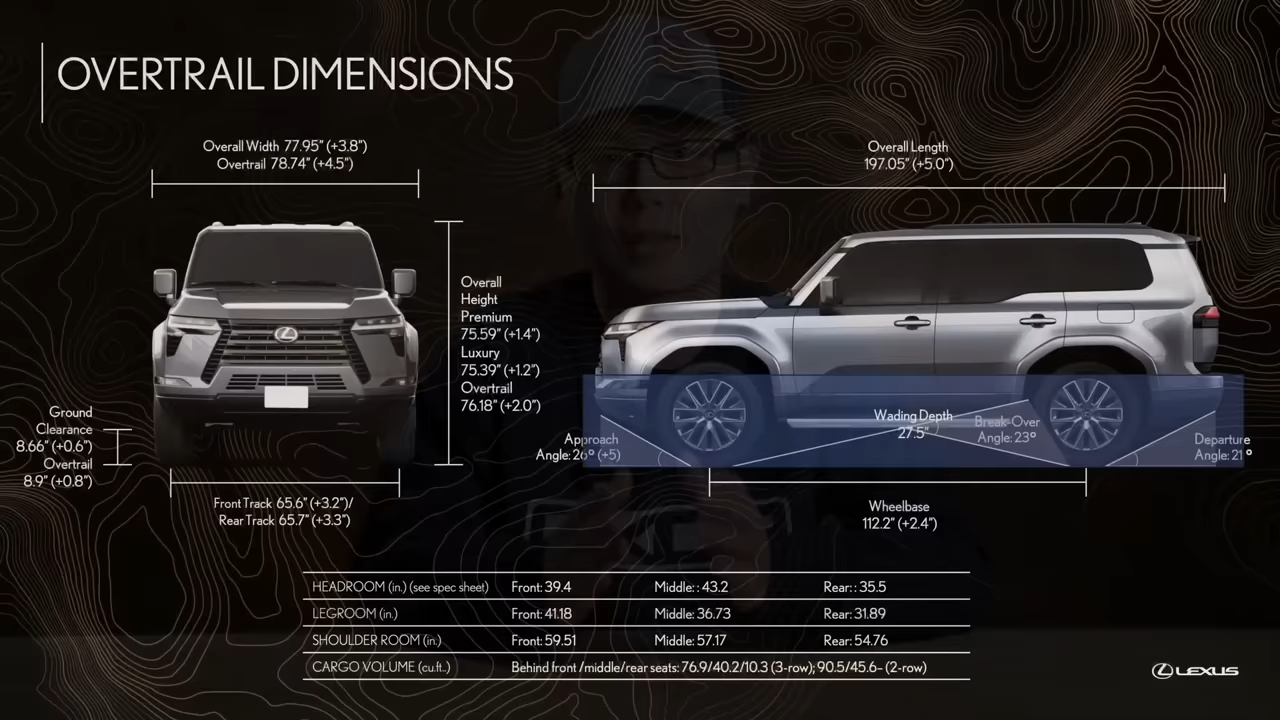 OVERTRAIL DIMENSIONS
Overall Width 77.95" (+3.8")
Overtrail 78.74" (+4.5")
Overall Length
197.05" (+5.0")
Overall
Height
Premium
75.59" (+1.4")
Luxury
75.39" (+1.2")
Overtrail
76.18" (+2.0")
Ground
Clearance
8.66" (+0.6")
Overtrail
8.9" (+0.8")
Approach
Angle: 26° (+5)
Wading Depth
27.5"
Break-Over
Angle: 23°
Departure
Angle: 21°
Front Track 65.6" (+3.2")/
Rear Track 65.7" (+3.3")
Wheelbase
112.2" (+2.4")
HEADROOM (in.) (see spec sheet) Front: 39.4 Middle: : 43.2 Rear: : 35.5
LEGROOM (in.) Front: 41.18 Middle: 36.73 Rear: 31.89
SHOULDER ROOM (in.) Front: 59.51 Middle: 57.17 Rear: 54.76
CARGO VOLUME (cu.ft..) Behind front /middle/rear seats: 76.9/40.2/10.3 (3-row); 90.5/45.6- (2-row)
LEXUS